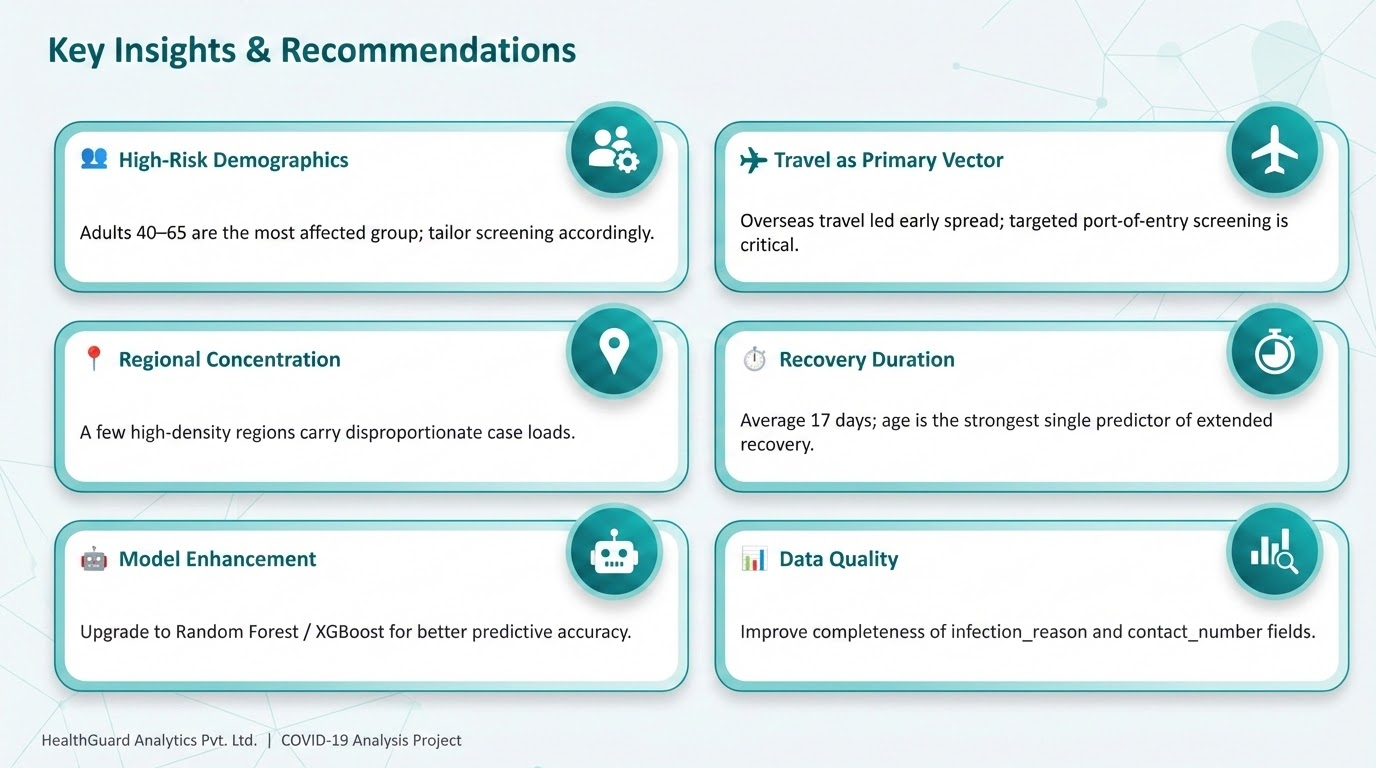 Key Insights & Recommendations
High-Risk Demographics
Adults 40–65 are the most affected group; tailor screening accordingly.
Travel as Primary Vector
Overseas travel led early spread; targeted port-of-entry screening is
critical.
Regional Concentration
A few high-density regions carry disproportionate case loads.
Recovery Duration
Average 17 days; age is the strongest single predictor of extended
recovery.
Model Enhancement
Upgrade to Random Forest / XGBoost for better predictive accuracy.
Data Quality
Improve completeness of infection_reason and contact_number fields.
HealthGuard Analytics Pvt. Ltd. | COVID-19 Analysis Project